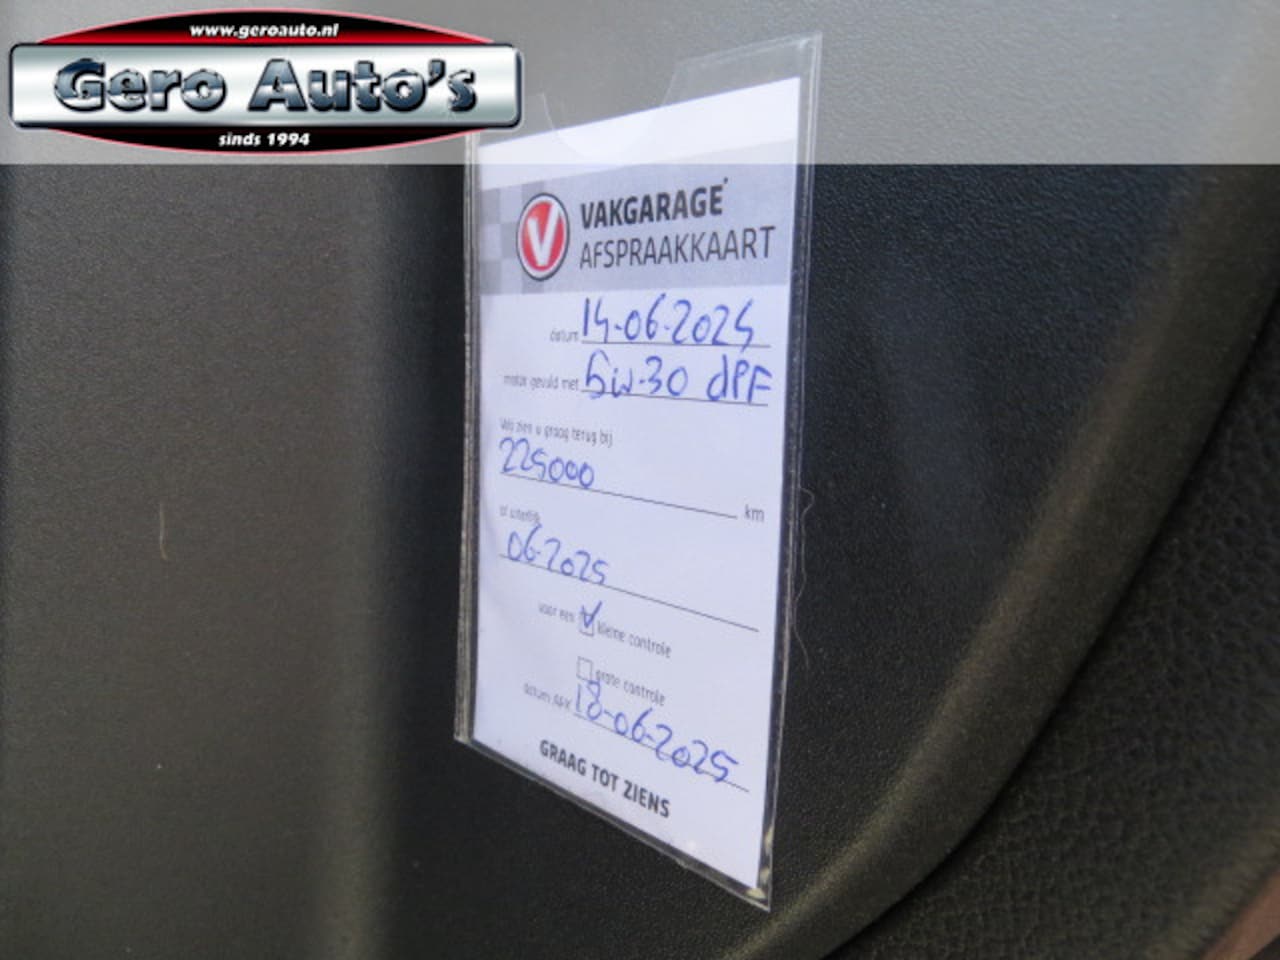 www.geroauto.nl
Gero Auto's
sinds 1994
VAKGARAGE
AFSPRAAKKAART
datum 14-06-2024
motor gevuld met 5W-30 dPF
Wij zien u graag terug bij
225000 km
of uiterlijk
06-2025
voor een kleine controle
grote controle
datum APK 18-06-2025
GRAAG TOT ZIENS